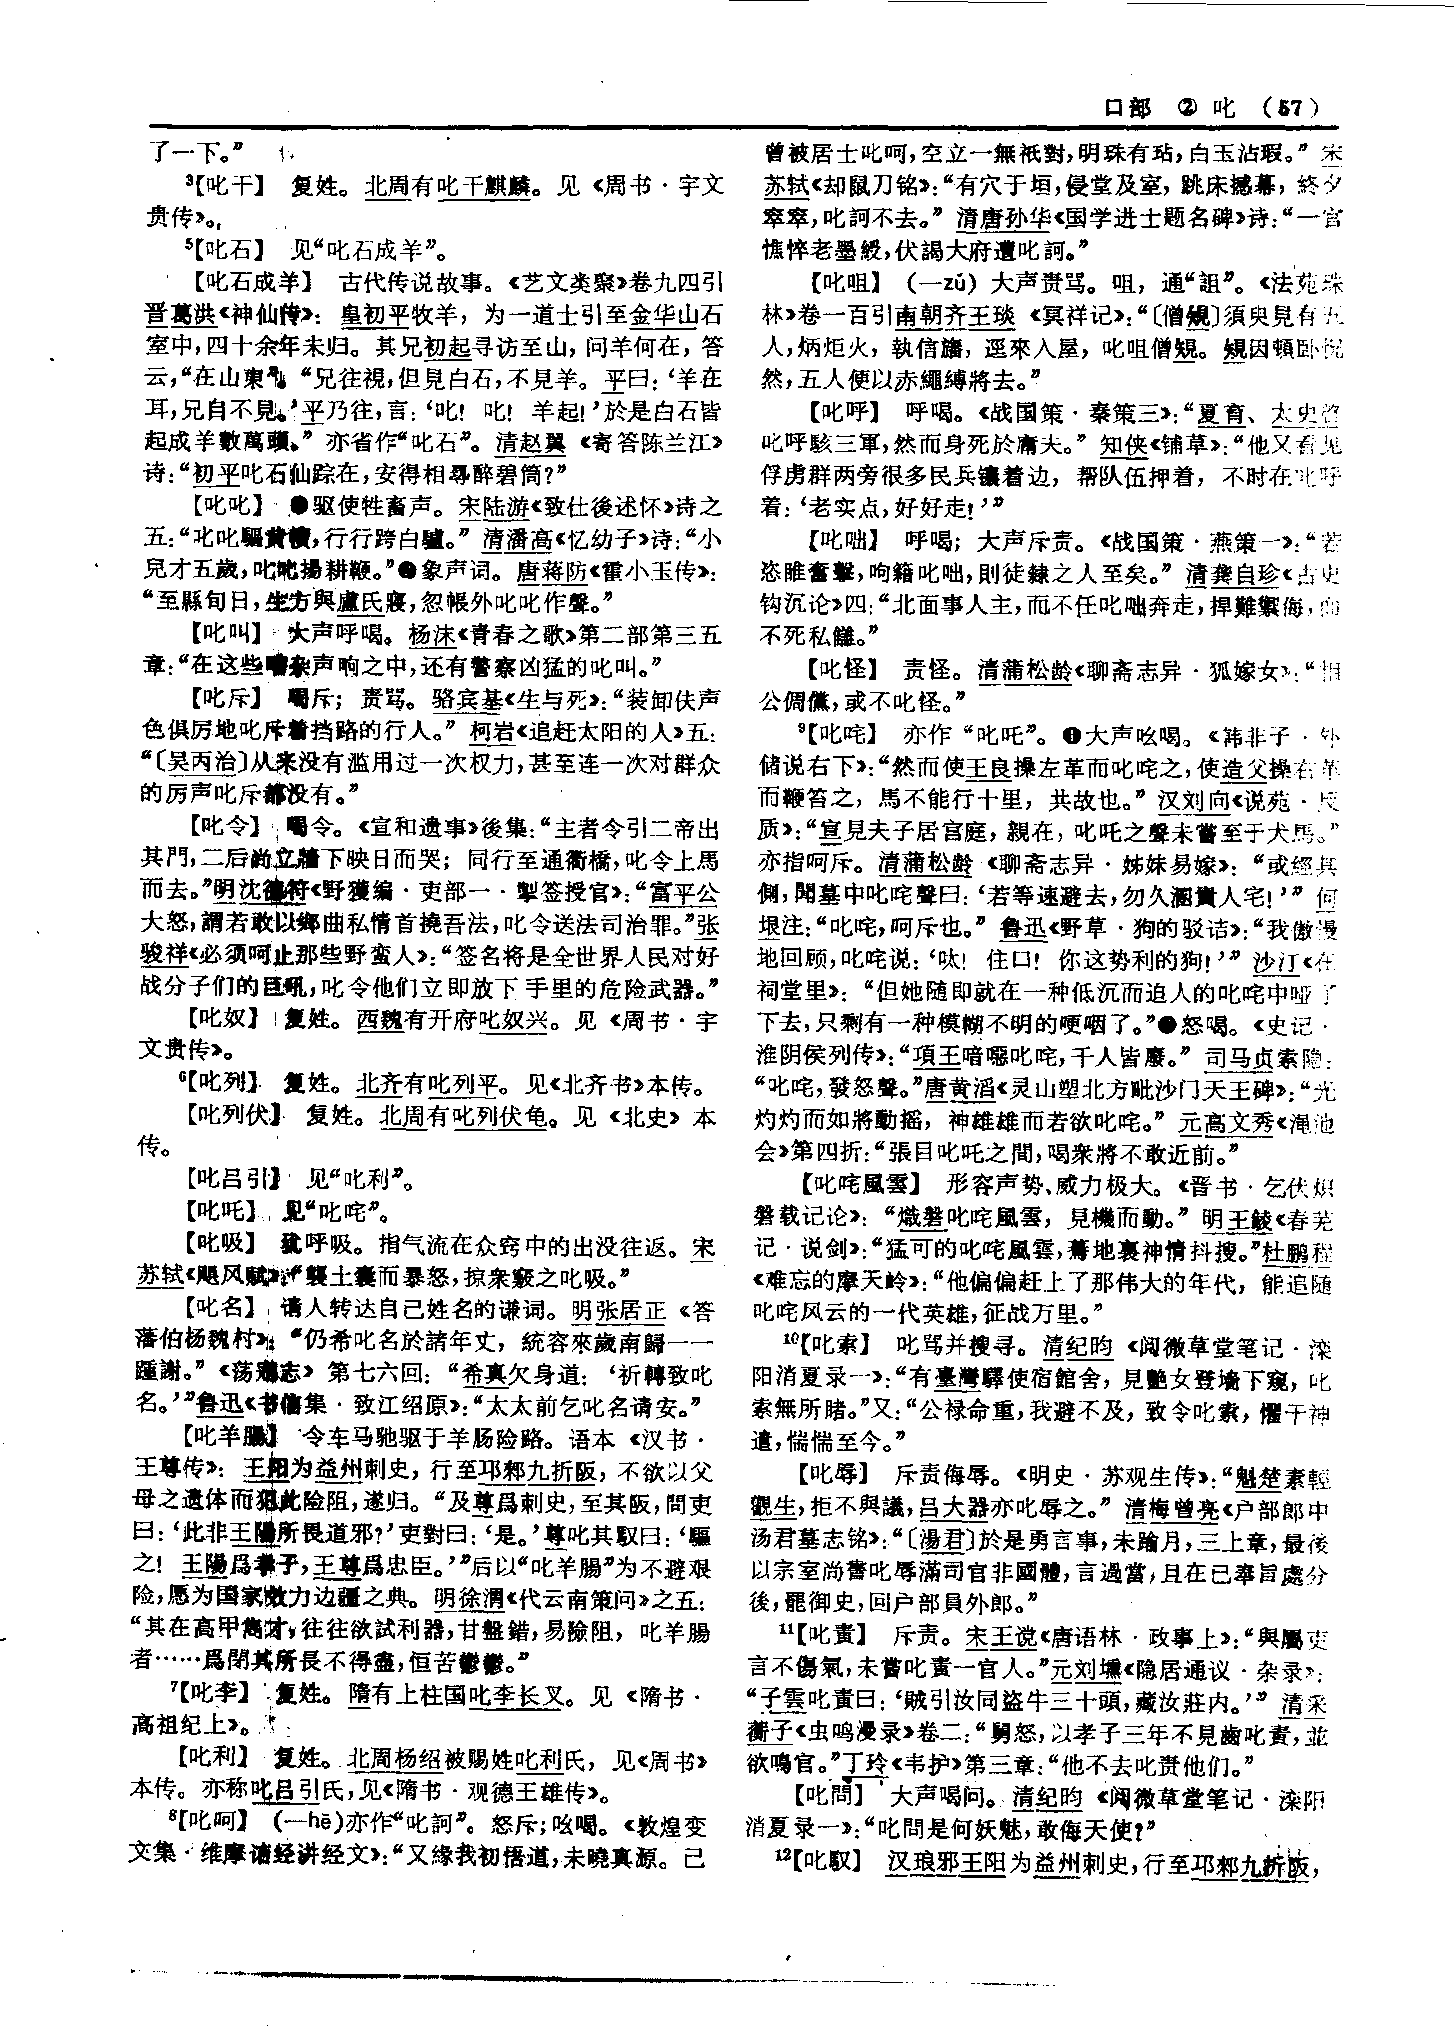 口部 ② 叱 (57)
了一下。”
³【叱干】 复姓。北周有叱干麒麟。见《周书·宇文
贵传》。
⁵【叱石】 见“叱石成羊”。
【叱石成羊】 古代传说故事。《艺文类聚》卷九四引
晋葛洪《神仙传》：皇初平牧羊，为一道士引至金华山石
室中，四十余年未归。其兄初起寻访至山，问羊何在，答
云，“在山東。“兄往視，但見白石，不見羊。平曰：‘羊在
耳，兄自不見。’平乃往，言：‘叱！叱！羊起！’於是白石皆
起成羊數萬頭。”亦省作“叱石”。清赵翼《寄答陈兰江》
诗：“初平叱石仙踪在，安得相尋醉碧筒？”
【叱叱】 ●驱使牲畜声。宋陆游《致仕後述怀》诗之
五：“叱叱驅黄犢，行行跨白驢。”清潘高《忆幼子》诗：“小
兒才五歲，叱叱揚耕鞭。”●象声词。唐蒋防《霍小玉传》：
“至縣旬日，生方與盧氏寢，忽帳外叱叱作聲。”
【叱叫】 大声呼喝。杨沫《青春之歌》第二部第三五
章：“在这些嘈杂声响之中，还有警察凶猛的叱叫。”
【叱斥】 喝斥；责骂。骆宾基《生与死》：“装卸伕声
色俱厉地叱斥着挡路的行人。”柯岩《追赶太阳的人》五：
“〔吴丙治〕从来没有滥用过一次权力，甚至连一次对群众
的厉声叱斥都没有。”
【叱令】 喝令。《宣和遗事》後集：“主者令引二帝出
其門，二后尚立牆下映日而哭；同行至通衢橋，叱令上馬
而去。”明沈德符《野獲编·吏部一·掣签授官》：“富平公
大怒，謂若敢以鄉曲私情首撓吾法，叱令送法司治罪。”张
骏祥《必须呵止那些野蛮人》：“签名将是全世界人民对好
战分子们的巨吼，叱令他们立即放下手里的危险武器。”
【叱奴】 复姓。西魏有开府叱奴兴。见《周书·宇
文贵传》。
⁶【叱列】 复姓。北齐有叱列平。见《北齐书》本传。
【叱列伏】 复姓。北周有叱列伏龟。见《北史》本
传。
【叱吕引】 见“叱利”。
【叱吒】 见“叱咤”。
【叱吸】 犹呼吸。指气流在众窍中的出没往返。宋
苏轼《飓风赋》：“襲土囊而暴怒，掠衆竅之叱吸。”
【叱名】 请人转达自己姓名的谦词。明张居正《答
藩伯杨魏村》：“仍希叱名於諸年丈，統容來歲南歸一一
踵謝。”《荡寇志》第七六回：“希真欠身道：‘祈轉致叱
名。’”鲁迅《书信集·致江绍原》：“太太前乞叱名请安。”
【叱羊腸】 令车马驰驱于羊肠险路。语本《汉书·
王尊传》：王阳为益州刺史，行至邛郲九折阪，不欲以父
母之遗体而犯此险阻，遂归。“及尊爲刺史，至其阪，問吏
曰：‘此非王陽所畏道邪？’吏對曰：‘是。’尊叱其馭曰：‘驅
之！王陽爲孝子，王尊爲忠臣。’”后以“叱羊腸”为不避艰
险，愿为国家效力边疆之典。明徐渭《代云南策问》之五：
“其在高甲雋才，往往欲試利器，甘盤錯，易險阻，叱羊腸
者……爲閉其所長不得盡，恒苦鬱鬱。”
⁷【叱李】 复姓。隋有上柱国叱李长叉。见《隋书·
高祖纪上》。
【叱利】 复姓。北周杨绍被赐姓叱利氏，见《周书》
本传。亦称叱吕引氏，见《隋书·观德王雄传》。
⁸【叱呵】 (—hē)亦作“叱訶”。怒斥；吆喝。《敦煌变
文集·维摩诘经讲经文》：“又緣我初悟道，未曉真源。已
曾被居士叱呵，空立一無祇對，明珠有玷，白玉沾瑕。”宋
苏轼《却鼠刀铭》：“有穴于垣，侵堂及室，跳床撼幕，終夕
窣窣，叱訶不去。”清唐孙华《国学进士题名碑》诗：“一官
憔悴老墨綬，伏謁大府遭叱訶。”
【叱咀】 (—zǔ) 大声责骂。咀，通“詛”。《法苑珠
林》卷一百引南朝齐王琰《冥祥记》：“〔僧規〕須臾見有五
人，炳炬火，執信旛，逕來入屋，叱咀僧規。規因頓卧怳
然，五人便以赤繩縛將去。”
【叱呼】 呼喝。《战国策·秦策三》：“夏育、太史啓
叱呼駭三軍，然而身死於庸夫。”知侠《铺草》：“他又看见
俘虏群两旁很多民兵镶着边，帮队伍押着，不时在叱呼
着：‘老实点，好好走！’”
【叱咄】 呼喝；大声斥责。《战国策·燕策一》：“若
恣睢奮擊，呴籍叱咄，則徒隸之人至矣。”清龚自珍《古史
钩沉论》四：“北面事人主，而不任叱咄奔走，捍難禦侮，而
不死私讎。”
【叱怪】 责怪。清蒲松龄《聊斋志异·狐嫁女》：“相
公倜儻，或不叱怪。”
⁹【叱咤】 亦作“叱吒”。❶大声吆喝。《韩非子·外
储说右下》：“然而使王良操左革而叱咤之，使造父操右革
而鞭笞之，馬不能行十里，共故也。”汉刘向《说苑·反
质》：“宣見夫子居宫庭，親在，叱吒之聲未嘗至于犬馬。”
亦指呵斥。清蒲松龄《聊斋志异·姊妹易嫁》：“或經其
側，聞墓中叱咤聲曰：‘若等速避去，勿久溷貴人宅！’”何
垠注：“叱咤，呵斥也。”鲁迅《野草·狗的驳诘》：“我傲慢
地回顾，叱咤说：‘呔！住口！你这势利的狗！’”沙汀《在
祠堂里》：“但她随即就在一种低沉而追人的叱咤中哑了
下去，只剩有一种模糊不明的哽咽了。”●怒喝。《史记·
淮阴侯列传》：“項王喑噁叱咤，千人皆廢。”司马贞索隐：
“叱咤，發怒聲。”唐黄滔《灵山塑北方毗沙门天王碑》：“光
灼灼而如將動摇，神雄雄而若欲叱咤。”元高文秀《渑池
会》第四折：“張目叱吒之間，喝衆將不敢近前。”
【叱咤風雲】 形容声势、威力极大。《晋书·乞伏炽
磐载记论》：“熾磐叱咤風雲，見機而動。”明王錂《春芜
记·说剑》：“猛可的叱咤風雲，驀地裏神情抖擞。”杜鹏程
《难忘的摩天岭》：“他偏偏赶上了那伟大的年代，能追随
叱咤风云的一代英雄，征战万里。”
¹⁰【叱索】 叱骂并搜寻。清纪昀《阅微草堂笔记·滦
阳消夏录一》：“有臺灣驛使宿館舍，見艷女登墻下窺，叱
索無所睹。”又：“公禄命重，我避不及，致令叱索，懼干神
遣，惴惴至今。”
【叱辱】 斥责侮辱。《明史·苏观生传》：“魁楚素輕
觀生，拒不與議，吕大器亦叱辱之。”清梅曾亮《户部郎中
汤君墓志铭》：“〔湯君〕於是勇言事，未踰月，三上章，最後
以宗室尚書叱辱滿司官非國體，言過當，且在已奉旨處分
後，罷御史，回户部員外郎。”
¹¹【叱責】 斥责。宋王谠《唐语林·政事上》：“與屬吏
言不傷氣，未嘗叱責一官人。”元刘壎《隐居通议·杂录》：
“子雲叱責曰：‘賊引汝同盜牛三十頭，藏汝莊内。’”清采
蘅子《虫鸣漫录》卷二：“舅怒，以孝子三年不見齒叱責，並
欲鳴官。”丁玲《韦护》第三章：“他不去叱责他们。”
【叱問】 大声喝问。清纪昀《阅微草堂笔记·滦阳
消夏录一》：“叱問是何妖魅，敢侮天使？”
¹²【叱馭】 汉琅邪王阳为益州刺史，行至邛郲九折阪，